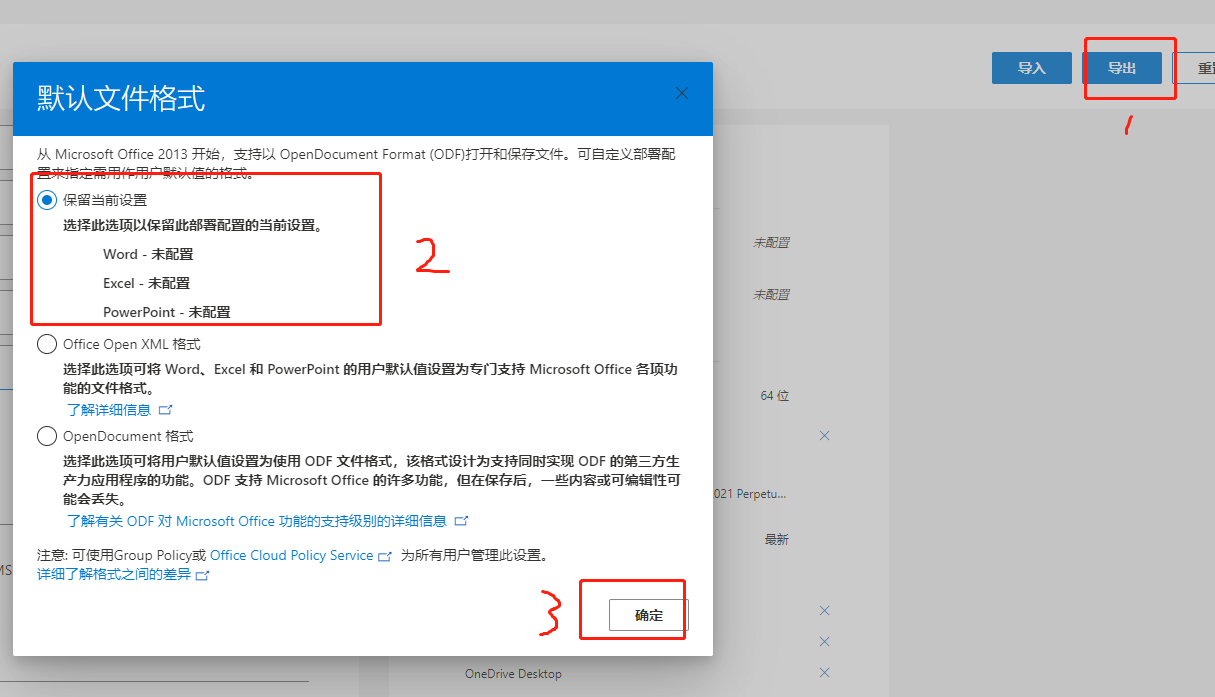 导入
导出
1
默认文件格式
从 Microsoft Office 2013 开始，支持以 OpenDocument Format (ODF)打开和保存文件。可自定义部署配
置来指定需用作用户默认值的格式。
保留当前设置
选择此选项以保留此部署配置的当前设置。
Word - 未配置
2
Excel - 未配置
PowerPoint - 未配置
Office Open XML 格式
选择此选项可将 Word、Excel 和 PowerPoint 的用户默认值设置为专门支持 Microsoft Office 各项功
能的文件格式。
了解详细信息
OpenDocument 格式
选择此选项可将用户默认值设置为使用 ODF 文件格式，该格式设计为支持同时实现 ODF 的第三方生
产力应用程序的功能。ODF 支持 Microsoft Office 的许多功能，但在保存后，一些内容或可编辑性可
能会丢失。
了解有关 ODF 对 Microsoft Office 功能的支持级别的详细信息
注意: 可使用Group Policy或 Office Cloud Policy Service 为所有用户管理此设置。
详细了解格式之间的差异
3
确定
未配置
未配置
64 位
2021 Perpetu...
最新
OneDrive Desktop